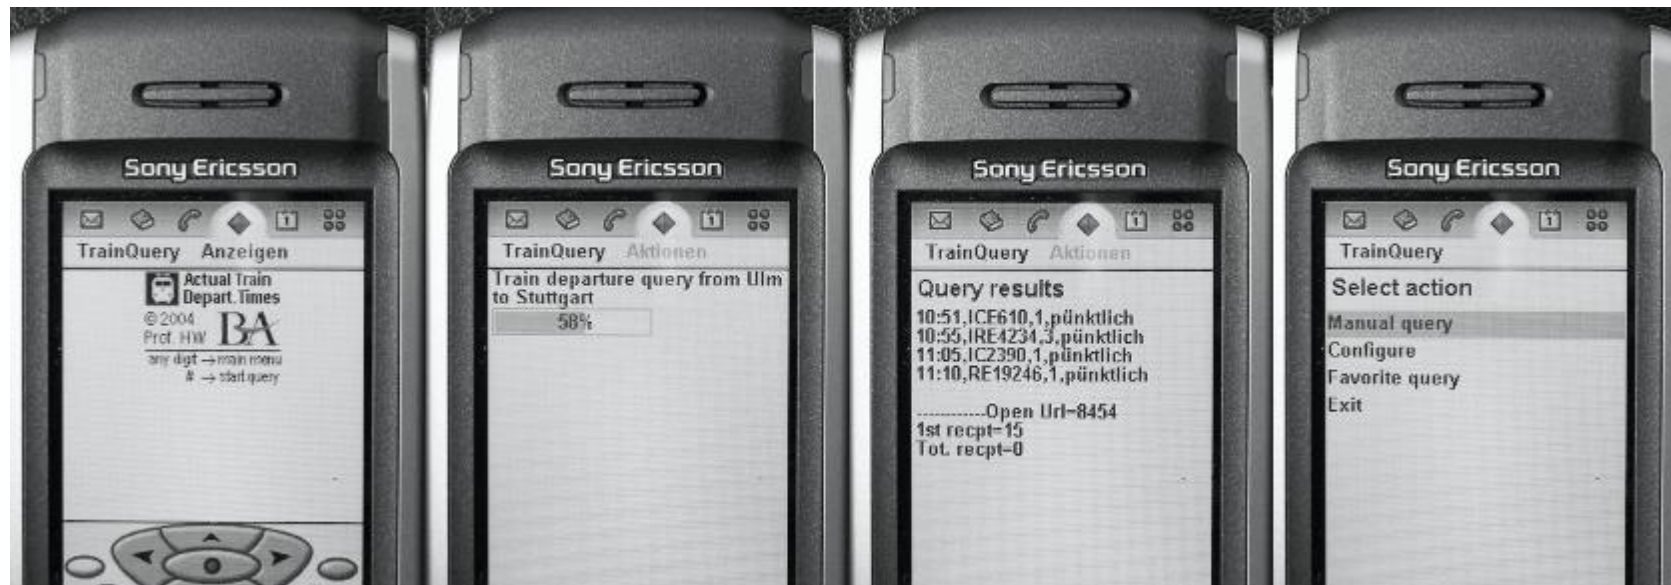 Sony Ericsson
TrainQuery Anzeigen
Actual Train
Depart.Times
© 2004
Prof. HW BA
any digit → main menu
# → start query
Sony Ericsson
TrainQuery Aktionen
Train departure query from Ulm
to Stuttgart
58%
Sony Ericsson
TrainQuery Aktionen
Query results
10:51,ICE610,1,pünktlich
10:55,IRE4234,3,pünktlich
11:05,IC2390,1,pünktlich
11:10,RE19246,1,pünktlich
------------Open Url=8454
1st recpt=15
Tot. recpt=0
Sony Ericsson
TrainQuery
Select action
Manual query
Configure
Favorite query
Exit